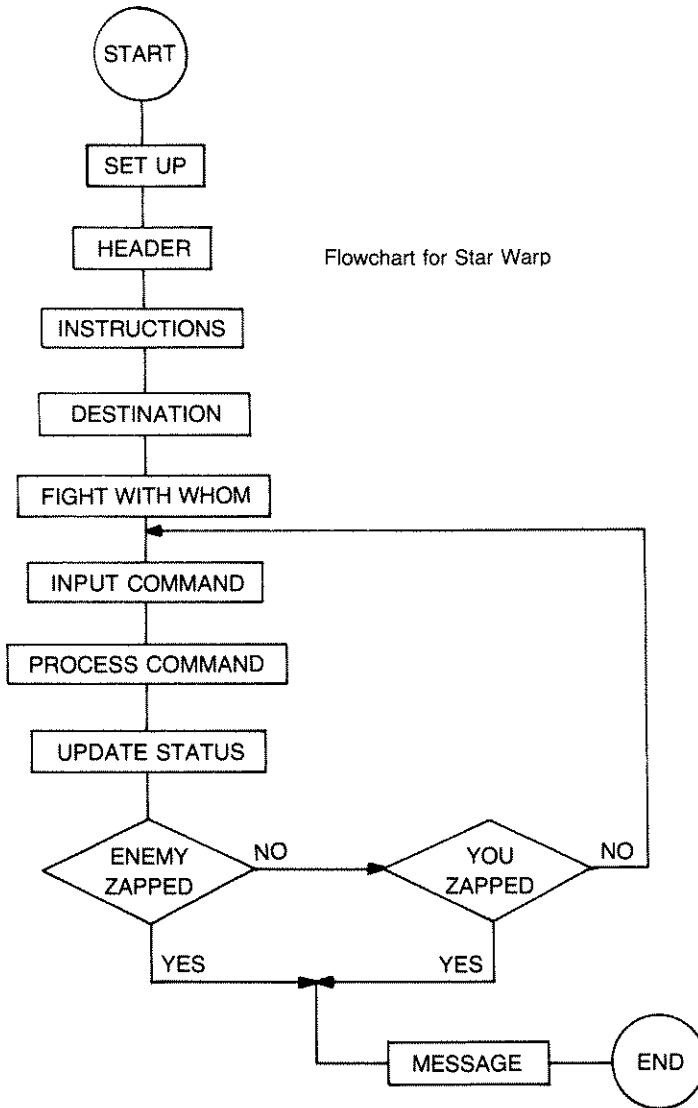 START
SET UP
HEADER
Flowchart for Star Warp
INSTRUCTIONS
DESTINATION
FIGHT WITH WHOM
INPUT COMMAND
PROCESS COMMAND
UPDATE STATUS
ENEMY
ZAPPED
NO
YOU
ZAPPED
NO
YES
YES
MESSAGE
END